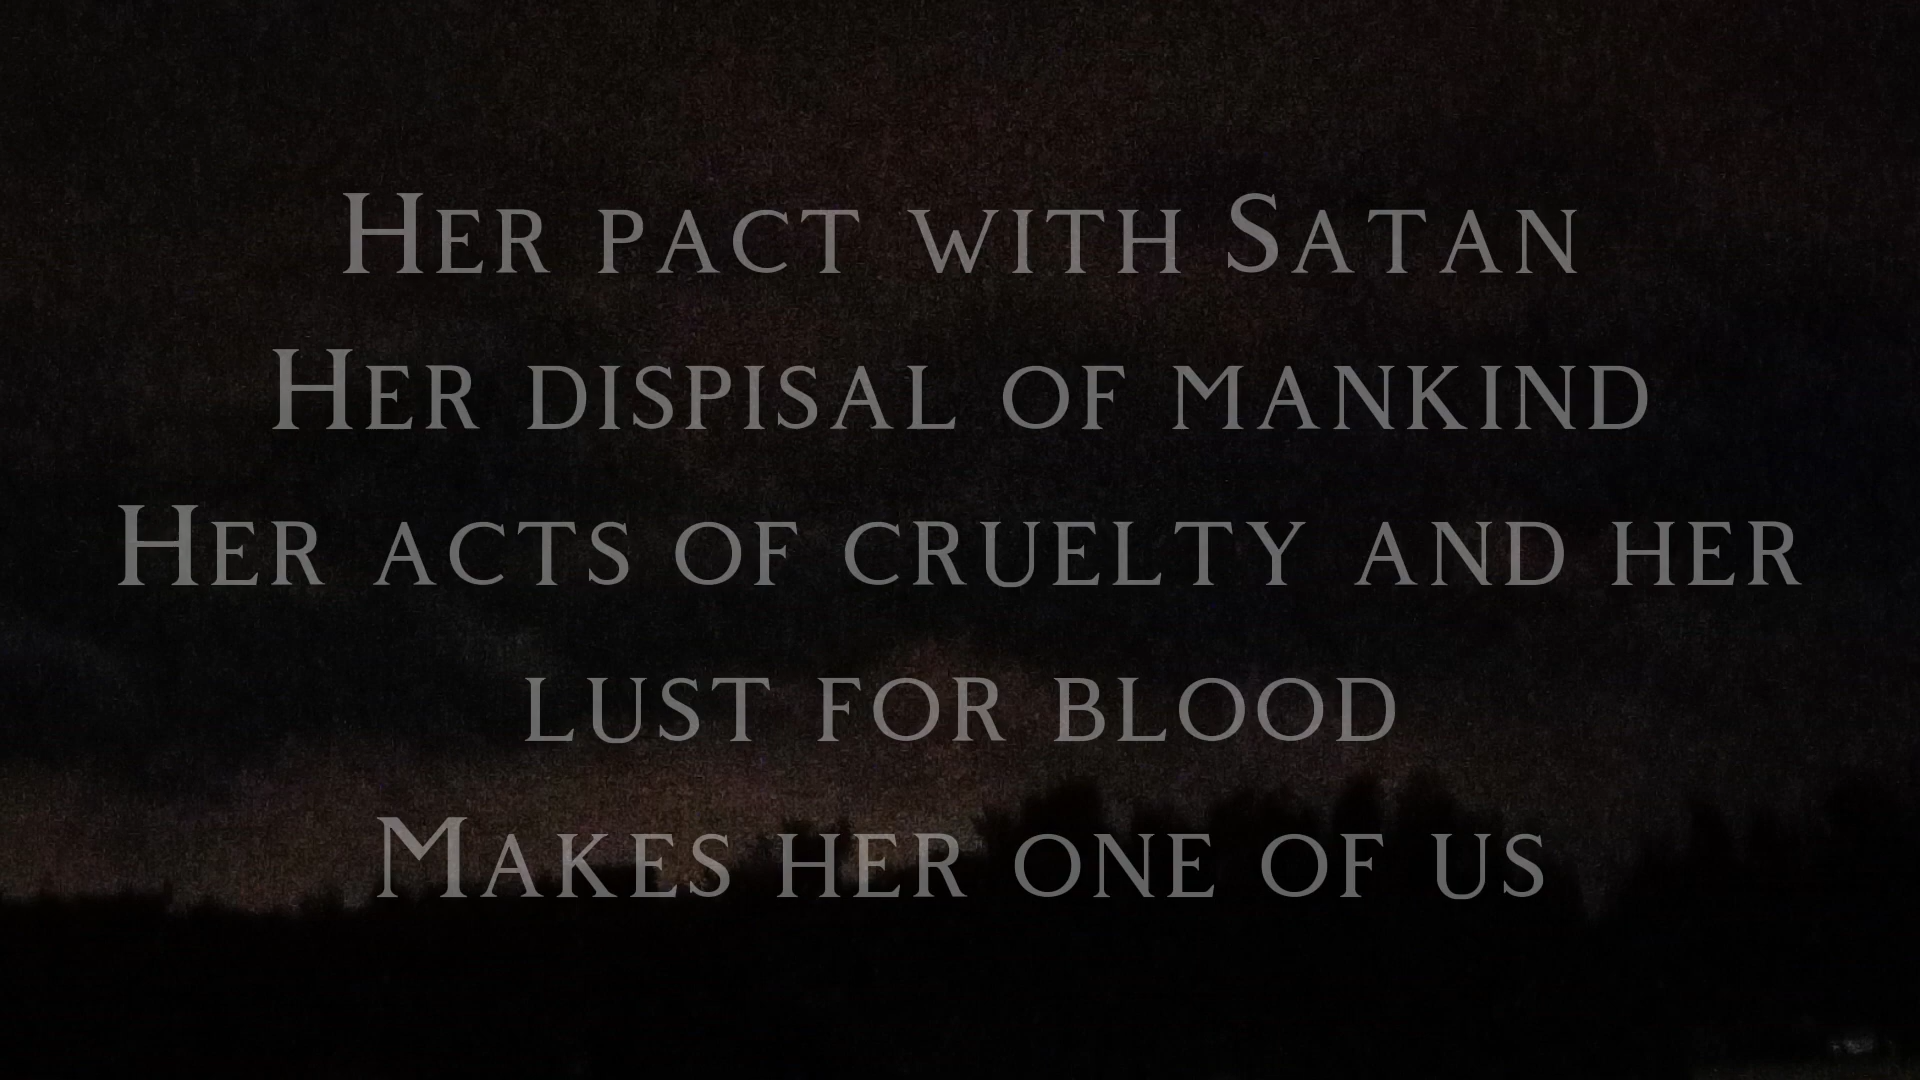 Her pact with Satan
Her dispisal of mankind
Her acts of cruelty and her
lust for blood
Makes her one of us